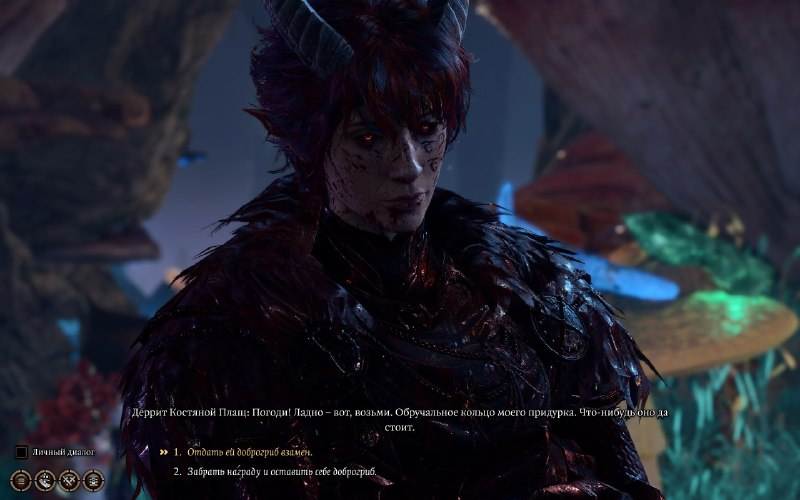 Деррит Костяной Плащ: Погоди! Ладно – вот, возьми. Обручальное кольцо моего придурка. Что-нибудь оно да
стоит.
Личный диалог
1. Отдать ей доброгриб взамен.
2. Забрать награду и оставить себе доброгриб.